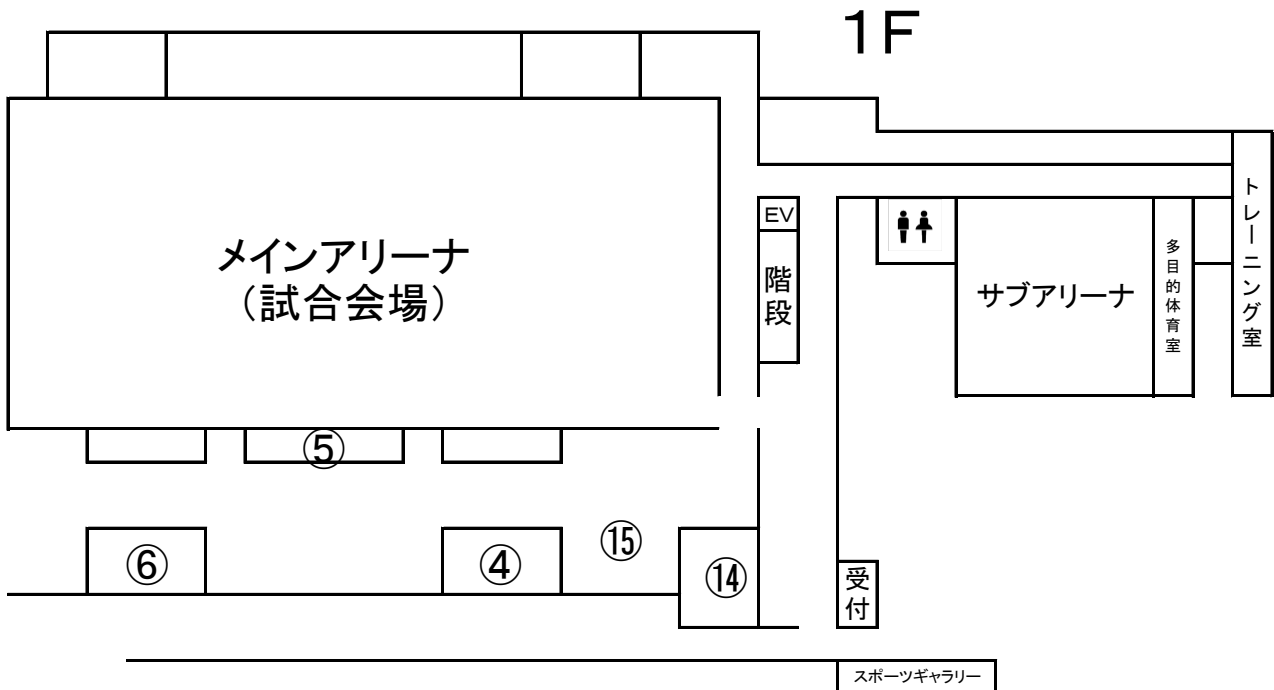 1F
メインアリーナ
（試合会場）
EV
階段
サブアリーナ
多目的体育室
トレーニング室
⑤
⑥
④
⑮
⑭
受付
スポーツギャラリー